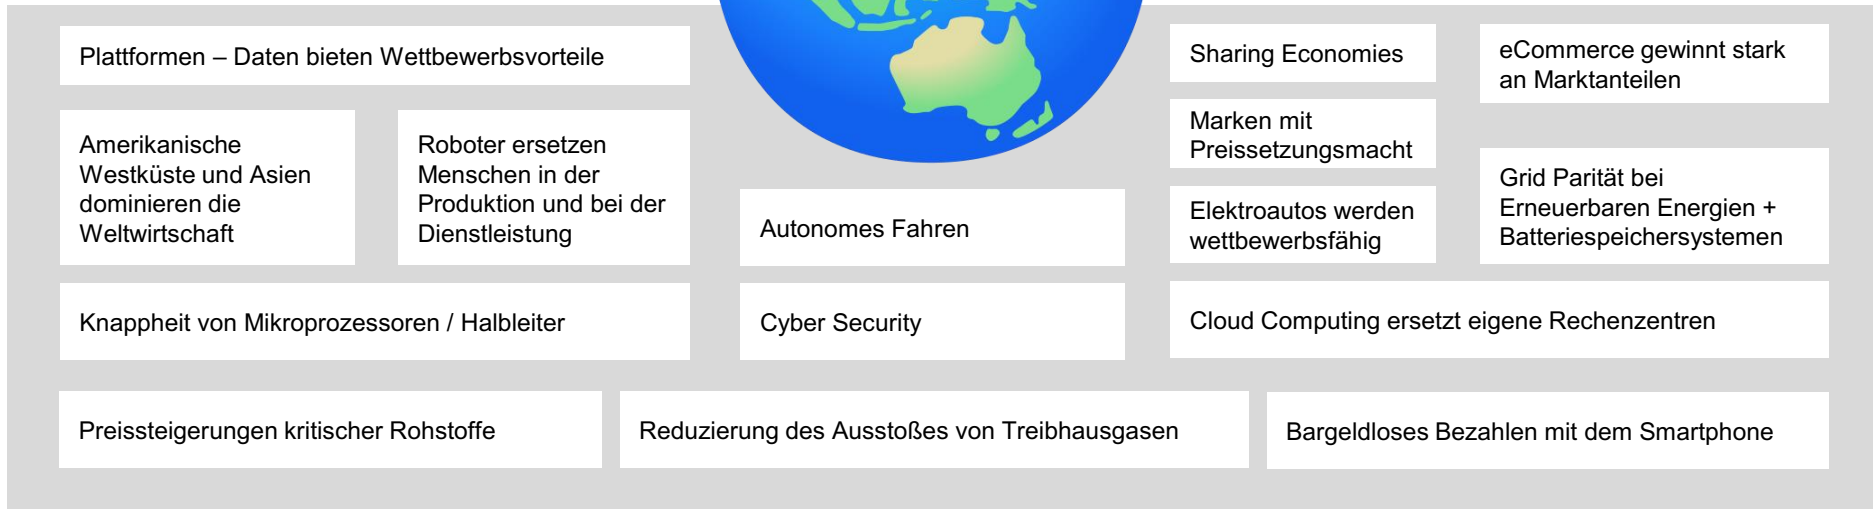 Plattformen – Daten bieten Wettbewerbsvorteile
Amerikanische
Westküste und Asien
dominieren die
Weltwirtschaft
Roboter ersetzen
Menschen in der
Produktion und bei der
Dienstleistung
Knappheit von Mikroprozessoren / Halbleiter
Autonomes Fahren
Cyber Security
Sharing Economies
Marken mit
Preissetzungsmacht
Elektroautos werden
wettbewerbsfähig
eCommerce gewinnt stark
an Marktanteilen
Grid Parität bei
Erneuerbaren Energien +
Batteriespeichersystemen
Cloud Computing ersetzt eigene Rechenzentren
Preissteigerungen kritischer Rohstoffe
Reduzierung des Ausstoßes von Treibhausgasen
Bargeldloses Bezahlen mit dem Smartphone